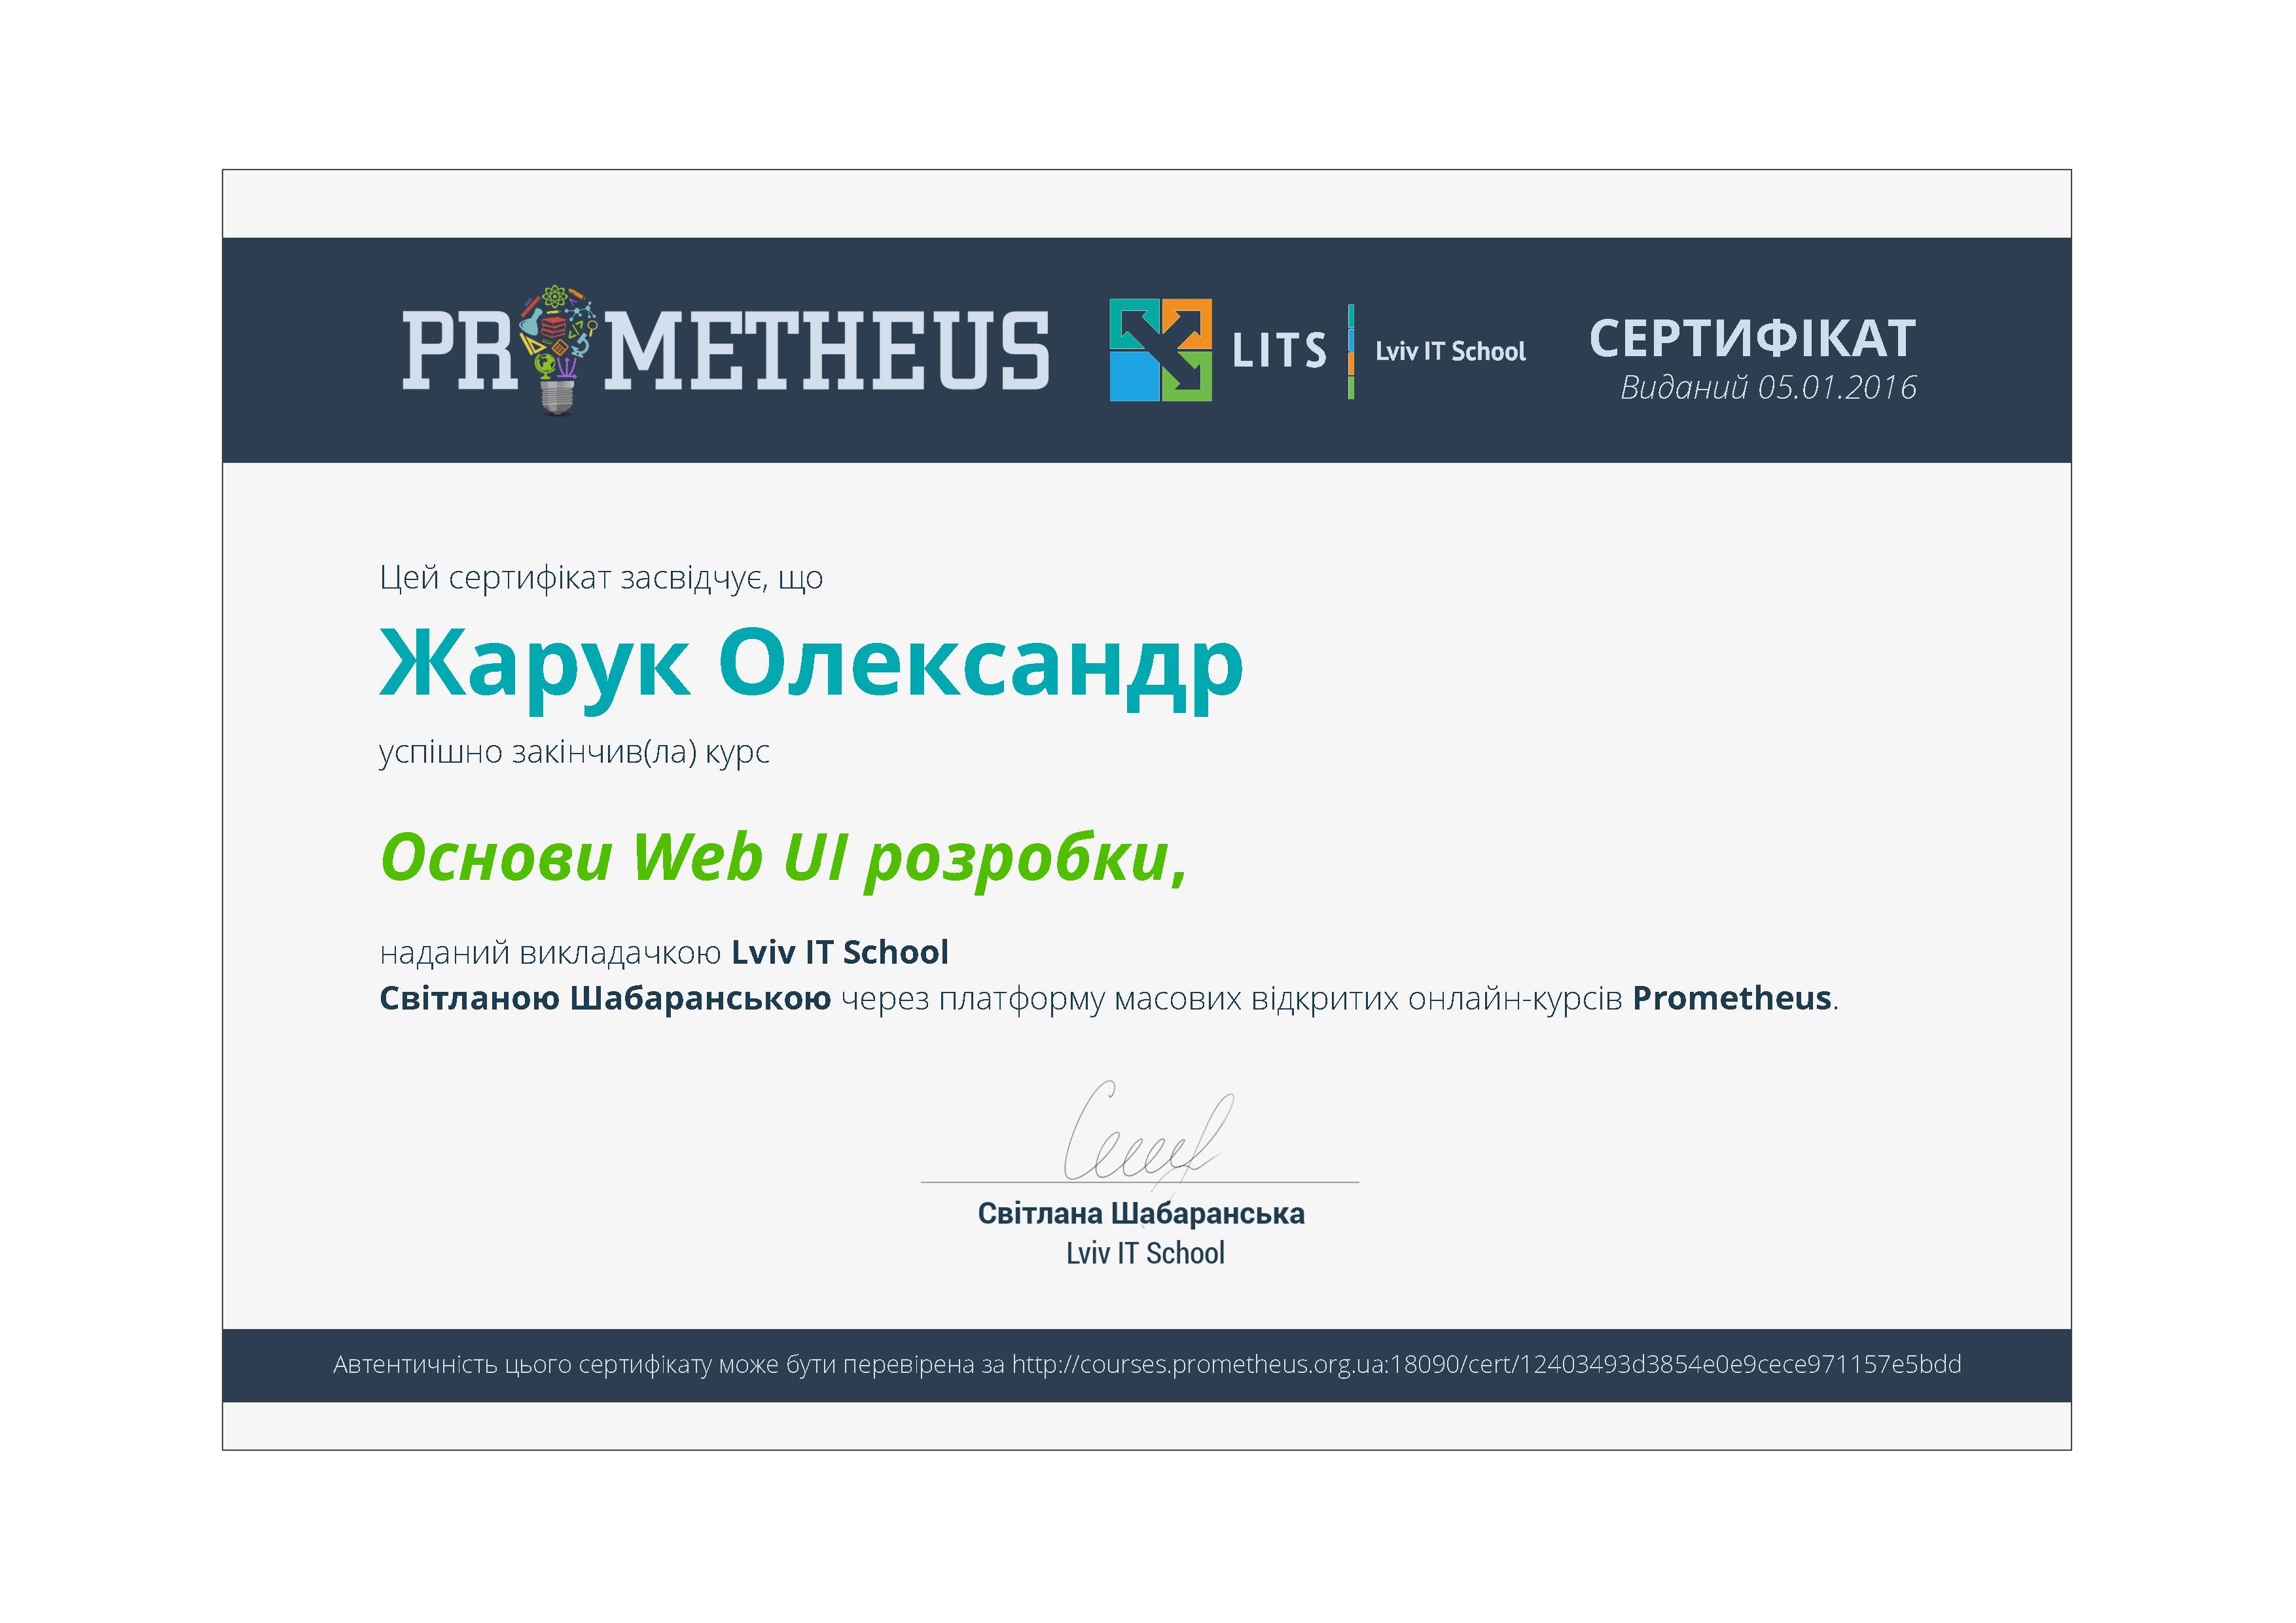 PROMETHEUS
LITS
Lviv IT School
СЕРТИФІКАТ
Виданий 05.01.2016
Цей сертифікат засвідчує, що
Жарук Олександр
успішно закінчив(ла) курс
Основи Web UI розробки,
наданий викладачкою Lviv IT School
Світланою Шабаранською через платформу масових відкритих онлайн-курсів Prometheus.
Світлана Шабаранська
Lviv IT School
Автентичність цього сертифікату може бути перевірена за http://courses.prometheus.org.ua:18090/cert/12403493d3854e0e9cece971157e5bdd